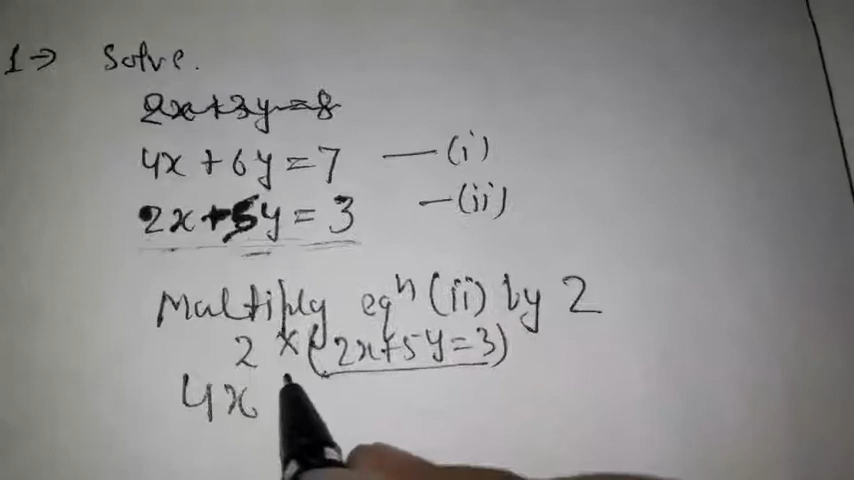 1→ Solve.
2x+3y=8
4x+6y=7 —(i)
2x+5y=3 —(ii)
Multiply eqⁿ (ii) by 2
2×(2x+5y=3)
4x